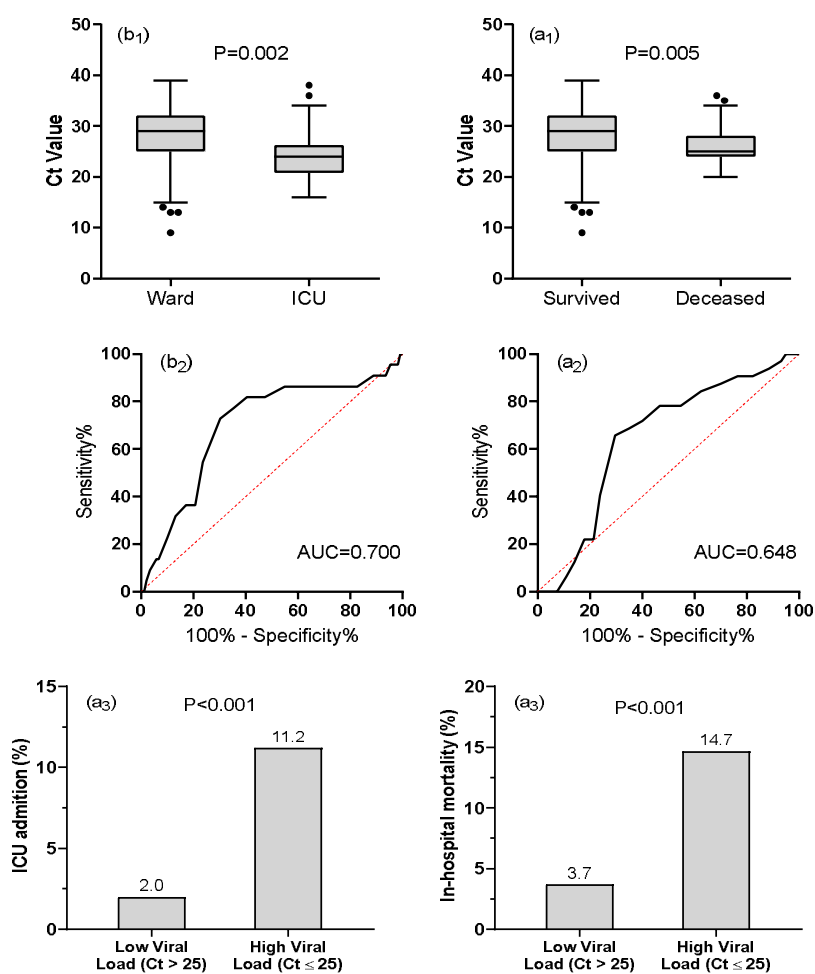 (b1)
P=0.002
50
40
30
20
10
0
Ct Value
Ward
ICU
(a1)
P=0.005
50
40
30
20
10
0
Ct Value
Survived
Deceased
(b2)
100
80
60
40
20
0
Sensitivity%
AUC=0.700
0 20 40 60 80 100
100% - Specificity%
(a2)
100
80
60
40
20
0
Sensitivity%
AUC=0.648
0 20 40 60 80 100
100% - Specificity%
(a3)
P<0.001
15
10
5
0
ICU admition (%)
2.0
11.2
Low Viral
Load (Ct > 25)
High Viral
Load (Ct ≤ 25)
(a3)
P<0.001
20
15
10
5
0
In-hospital mortality (%)
3.7
14.7
Low Viral
Load (Ct > 25)
High Viral
Load (Ct ≤ 25)